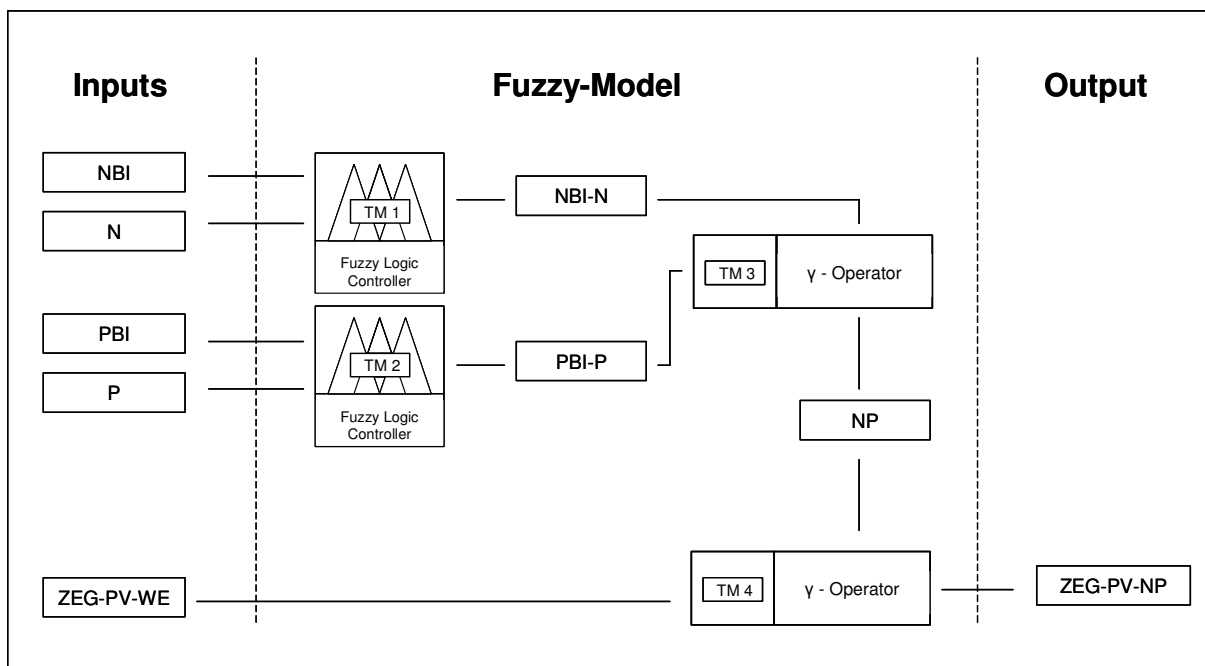 Inputs
Fuzzy-Model
Output
NBI
N
TM 1
Fuzzy Logic
Controller
NBI-N
TM 3
γ - Operator
PBI
P
TM 2
Fuzzy Logic
Controller
PBI-P
NP
ZEG-PV-WE
TM 4
γ - Operator
ZEG-PV-NP